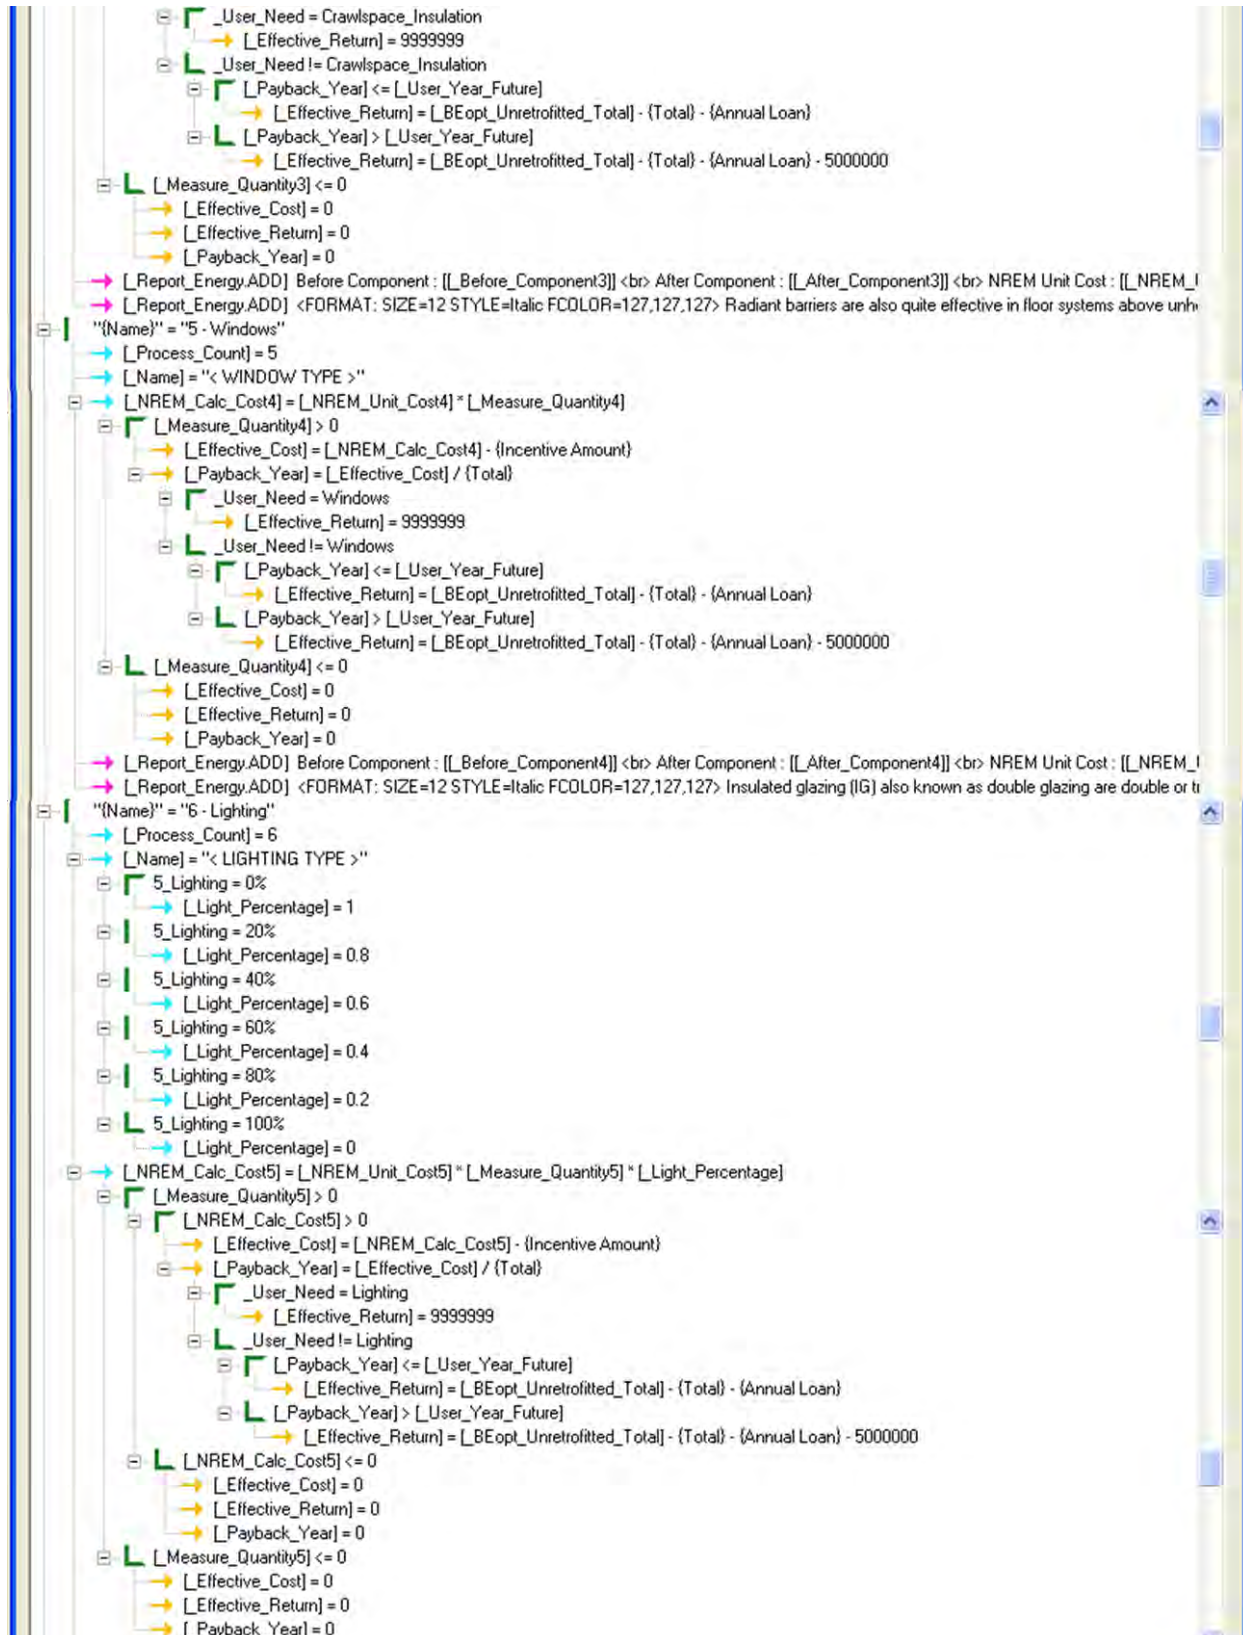 _User_Need = Crawlspace_Insulation
[_Effective_Return] = 9999999
_User_Need != Crawlspace_Insulation
[_Payback_Year] <= [_User_Year_Future]
[_Effective_Return] = [_BEopt_Unretrofitted_Total] - {Total} - {Annual Loan}
[_Payback_Year] > [_User_Year_Future]
[_Effective_Return] = [_BEopt_Unretrofitted_Total] - {Total} - {Annual Loan} - 5000000
[_Measure_Quantity3] <= 0
[_Effective_Cost] = 0
[_Effective_Return] = 0
[_Payback_Year] = 0
[_Report_Energy.ADD] Before Component : [[_Before_Component3]] <br> After Component : [[_After_Component3]] <br> NREM Unit Cost : [[_NREM_
[_Report_Energy.ADD] <FORMAT: SIZE=12 STYLE=Italic FCOLOR=127,127,127> Radiant barriers are also quite effective in floor systems above unh
"{Name}" = "5 - Windows"
[_Process_Count] = 5
[_Name] = "< WINDOW TYPE >"
[_NREM_Calc_Cost4] = [_NREM_Unit_Cost4] * [_Measure_Quantity4]
[_Measure_Quantity4] > 0
[_Effective_Cost] = [_NREM_Calc_Cost4] - {Incentive Amount}
[_Payback_Year] = [_Effective_Cost] / {Total}
_User_Need = Windows
[_Effective_Return] = 9999999
_User_Need != Windows
[_Payback_Year] <= [_User_Year_Future]
[_Effective_Return] = [_BEopt_Unretrofitted_Total] - {Total} - {Annual Loan}
[_Payback_Year] > [_User_Year_Future]
[_Effective_Return] = [_BEopt_Unretrofitted_Total] - {Total} - {Annual Loan} - 5000000
[_Measure_Quantity4] <= 0
[_Effective_Cost] = 0
[_Effective_Return] = 0
[_Payback_Year] = 0
[_Report_Energy.ADD] Before Component : [[_Before_Component4]] <br> After Component : [[_After_Component4]] <br> NREM Unit Cost : [[_NREM_
[_Report_Energy.ADD] <FORMAT: SIZE=12 STYLE=Italic FCOLOR=127,127,127> Insulated glazing (IG) also known as double glazing are double or
"{Name}" = "6 - Lighting"
[_Process_Count] = 6
[_Name] = "< LIGHTING TYPE >"
5_Lighting = 0%
[_Light_Percentage] = 1
5_Lighting = 20%
[_Light_Percentage] = 0.8
5_Lighting = 40%
[_Light_Percentage] = 0.6
5_Lighting = 60%
[_Light_Percentage] = 0.4
5_Lighting = 80%
[_Light_Percentage] = 0.2
5_Lighting = 100%
[_Light_Percentage] = 0
[_NREM_Calc_Cost5] = [_NREM_Unit_Cost5] * [_Measure_Quantity5] * [_Light_Percentage]
[_Measure_Quantity5] > 0
[_NREM_Calc_Cost5] > 0
[_Effective_Cost] = [_NREM_Calc_Cost5] - {Incentive Amount}
[_Payback_Year] = [_Effective_Cost] / {Total}
_User_Need = Lighting
[_Effective_Return] = 9999999
_User_Need != Lighting
[_Payback_Year] <= [_User_Year_Future]
[_Effective_Return] = [_BEopt_Unretrofitted_Total] - {Total} - {Annual Loan}
[_Payback_Year] > [_User_Year_Future]
[_Effective_Return] = [_BEopt_Unretrofitted_Total] - {Total} - {Annual Loan} - 5000000
[_NREM_Calc_Cost5] <= 0
[_Effective_Cost] = 0
[_Effective_Return] = 0
[_Payback_Year] = 0
[_Measure_Quantity5] <= 0
[_Effective_Cost] = 0
[_Effective_Return] = 0
[_Payback_Year] = 0